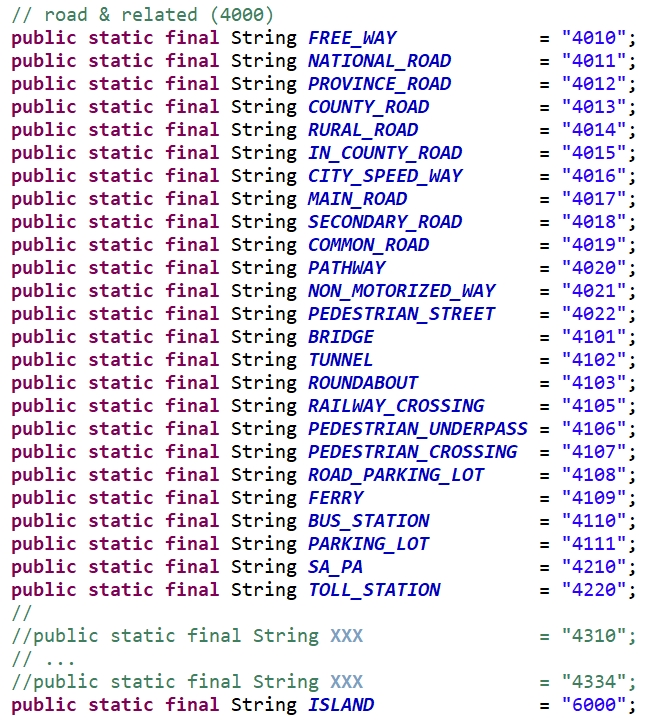 // road & related (4000)
public static final String FREE_WAY = "4010";
public static final String NATIONAL_ROAD = "4011";
public static final String PROVINCE_ROAD = "4012";
public static final String COUNTY_ROAD = "4013";
public static final String RURAL_ROAD = "4014";
public static final String IN_COUNTY_ROAD = "4015";
public static final String CITY_SPEED_WAY = "4016";
public static final String MAIN_ROAD = "4017";
public static final String SECONDARY_ROAD = "4018";
public static final String COMMON_ROAD = "4019";
public static final String PATHWAY = "4020";
public static final String NON_MOTORIZED_WAY = "4021";
public static final String PEDESTRIAN_STREET = "4022";
public static final String BRIDGE = "4101";
public static final String TUNNEL = "4102";
public static final String ROUNDABOUT = "4103";
public static final String RAILWAY_CROSSING = "4105";
public static final String PEDESTRIAN_UNDERPASS = "4106";
public static final String PEDESTRIAN_CROSSING = "4107";
public static final String ROAD_PARKING_LOT = "4108";
public static final String FERRY = "4109";
public static final String BUS_STATION = "4110";
public static final String PARKING_LOT = "4111";
public static final String SA_PA = "4210";
public static final String TOLL_STATION = "4220";
//
//public static final String XXX = "4310";
// ...
//public static final String XXX = "4334";
public static final String ISLAND = "6000";